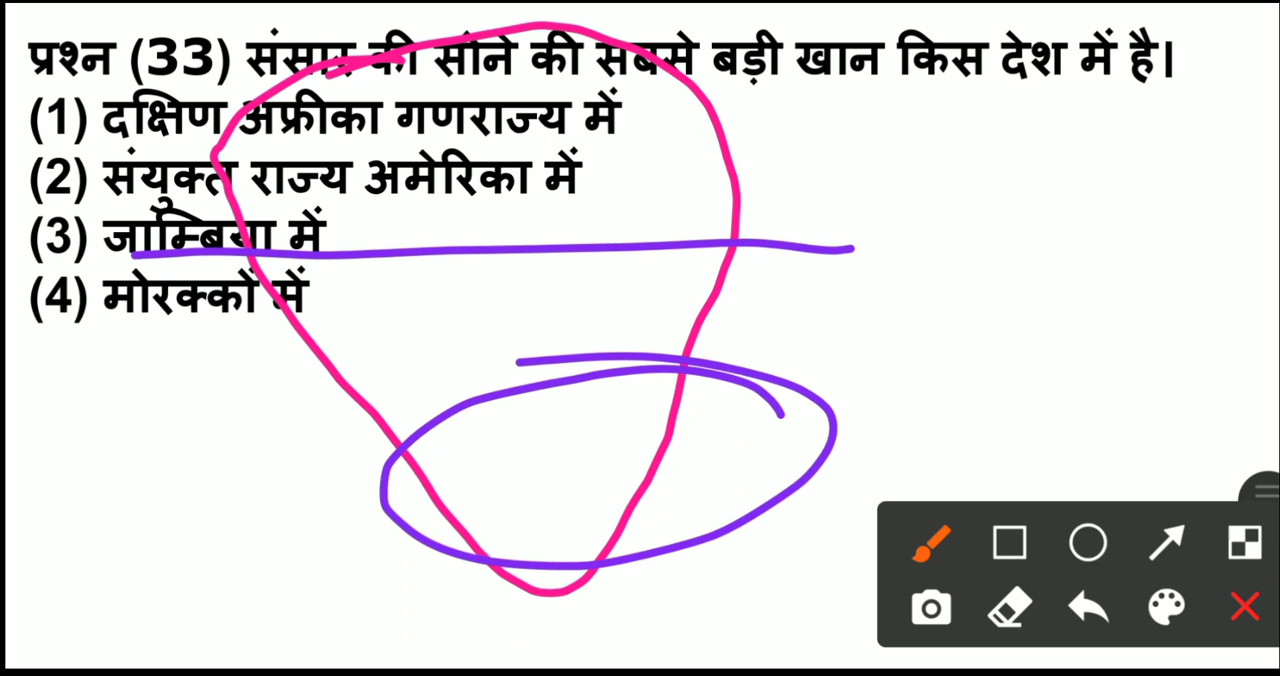 प्रश्न (33) संसार की सोने की सबसे बड़ी खान किस देश में है।
(1) दक्षिण अफ्रीका गणराज्य में
(2) संयुक्त राज्य अमेरिका में
(3) जाम्बिया में
(4) मोरक्कों में